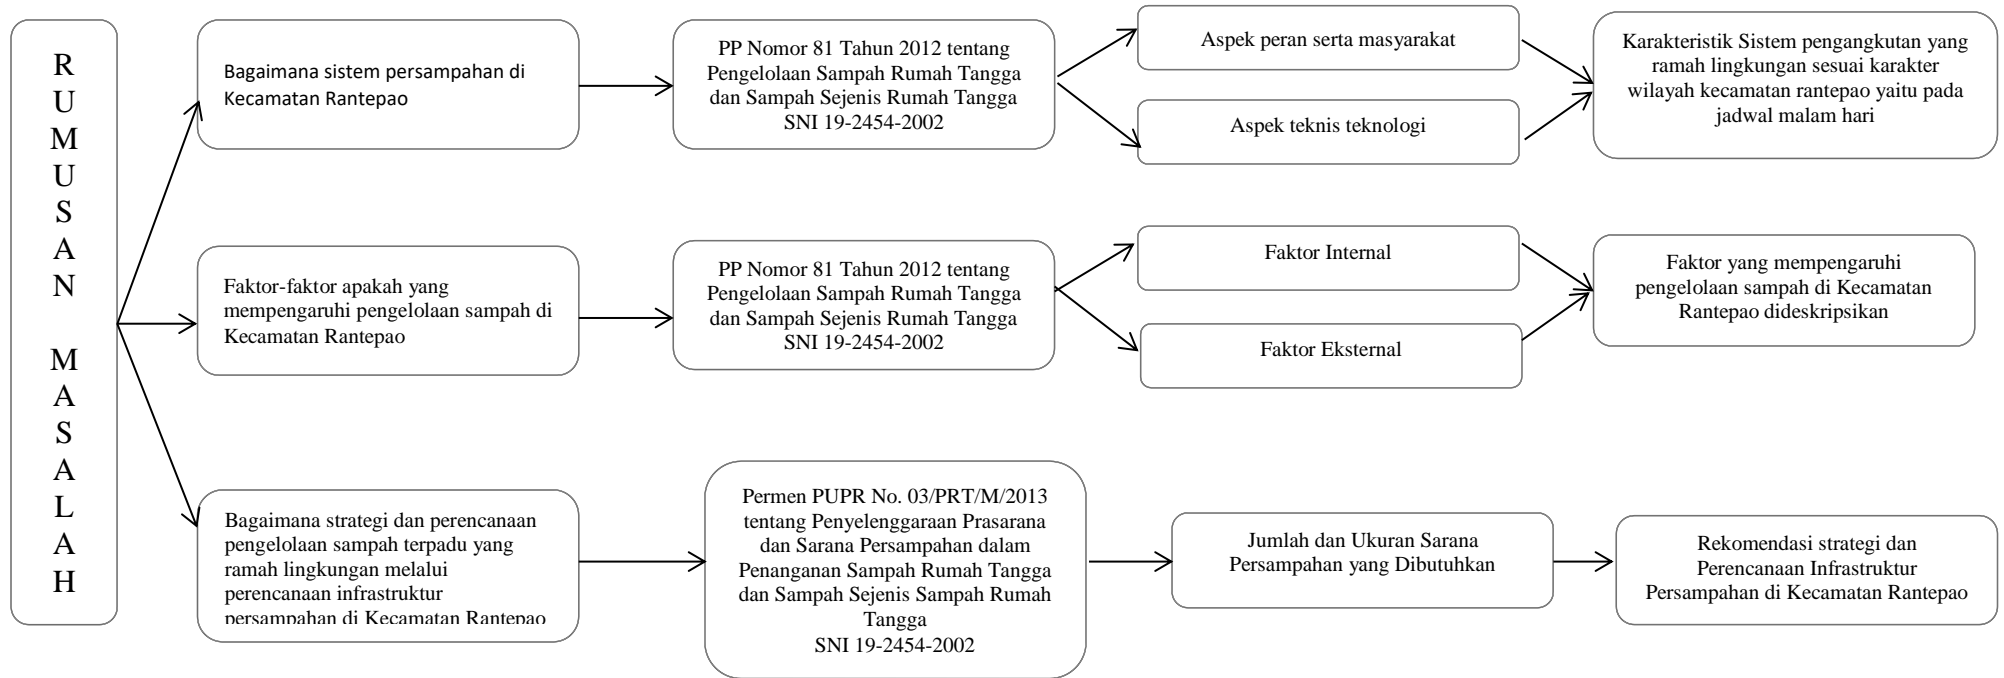 RUMUSAN MASALAH
Bagaimana sistem persampahan di
Kecamatan Rantepao
PP Nomor 81 Tahun 2012 tentang
Pengelolaan Sampah Rumah Tangga
dan Sampah Sejenis Rumah Tangga
SNI 19-2454-2002
Aspek peran serta masyarakat
Aspek teknis teknologi
Karakteristik Sistem pengangkutan yang
ramah lingkungan sesuai karakter
wilayah kecamatan rantepao yaitu pada
jadwal malam hari
Faktor-faktor apakah yang
mempengaruhi pengelolaan sampah di
Kecamatan Rantepao
PP Nomor 81 Tahun 2012 tentang
Pengelolaan Sampah Rumah Tangga
dan Sampah Sejenis Rumah Tangga
SNI 19-2454-2002
Faktor Internal
Faktor Eksternal
Faktor yang mempengaruhi
pengelolaan sampah di Kecamatan
Rantepao dideskripsikan
Bagaimana strategi dan perencanaan
pengelolaan sampah terpadu yang
ramah lingkungan melalui
perencanaan infrastruktur
persampahan di Kecamatan Rantepao
Permen PUPR No. 03/PRT/M/2013
tentang Penyelenggaraan Prasarana
dan Sarana Persampahan dalam
Penanganan Sampah Rumah Tangga
dan Sampah Sejenis Sampah Rumah
Tangga
SNI 19-2454-2002
Jumlah dan Ukuran Sarana
Persampahan yang Dibutuhkan
Rekomendasi strategi dan
Perencanaan Infrastruktur
Persampahan di Kecamatan Rantepao